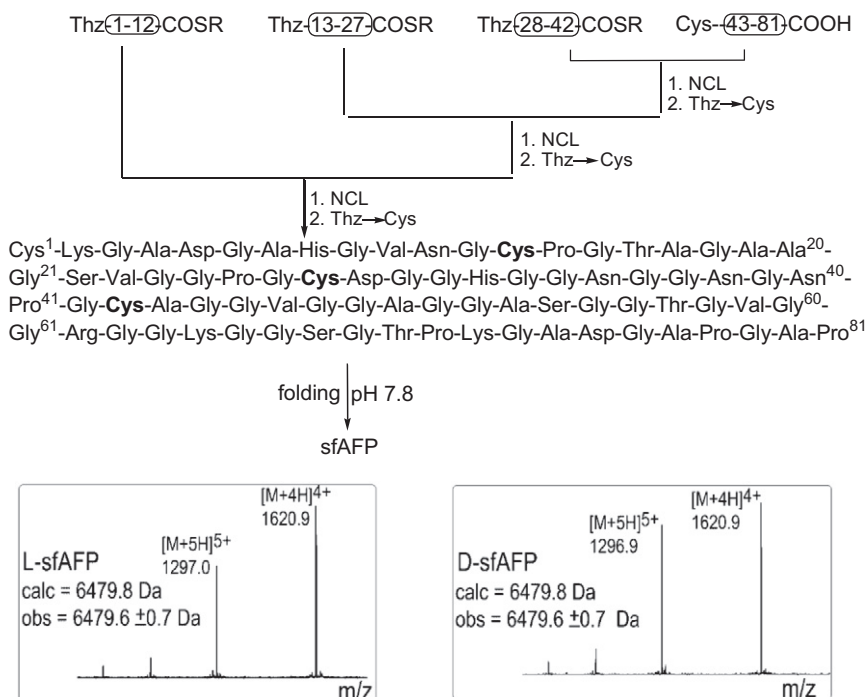 Thz-1-12-COSR Thz-13-27-COSR Thz-28-42-COSR Cys--43-81-COOH
1. NCL
2. Thz→Cys
1. NCL
2. Thz→Cys
1. NCL
2. Thz→Cys
Cys¹-Lys-Gly-Ala-Asp-Gly-Ala-His-Gly-Val-Asn-Gly-Cys-Pro-Gly-Thr-Ala-Gly-Ala-Ala²⁰-
Gly²¹-Ser-Val-Gly-Gly-Pro-Gly-Cys-Asp-Gly-Gly-His-Gly-Gly-Asn-Gly-Gly-Asn-Gly-Asn⁴⁰-
Pro⁴¹-Gly-Cys-Ala-Gly-Gly-Val-Gly-Gly-Ala-Gly-Gly-Ala-Ser-Gly-Gly-Thr-Gly-Val-Gly⁶⁰-
Gly⁶¹-Arg-Gly-Gly-Lys-Gly-Gly-Ser-Gly-Thr-Pro-Lys-Gly-Ala-Asp-Gly-Ala-Pro-Gly-Ala-Pro⁸¹
folding pH 7.8
sfAFP
[M+4H]⁴⁺
1620.9
[M+5H]⁵⁺
1297.0
L-sfAFP
calc = 6479.8 Da
obs = 6479.6 ±0.7 Da
m/z
[M+4H]⁴⁺
1620.9
[M+5H]⁵⁺
1296.9
D-sfAFP
calc = 6479.8 Da
obs = 6479.6 ±0.7 Da
m/z